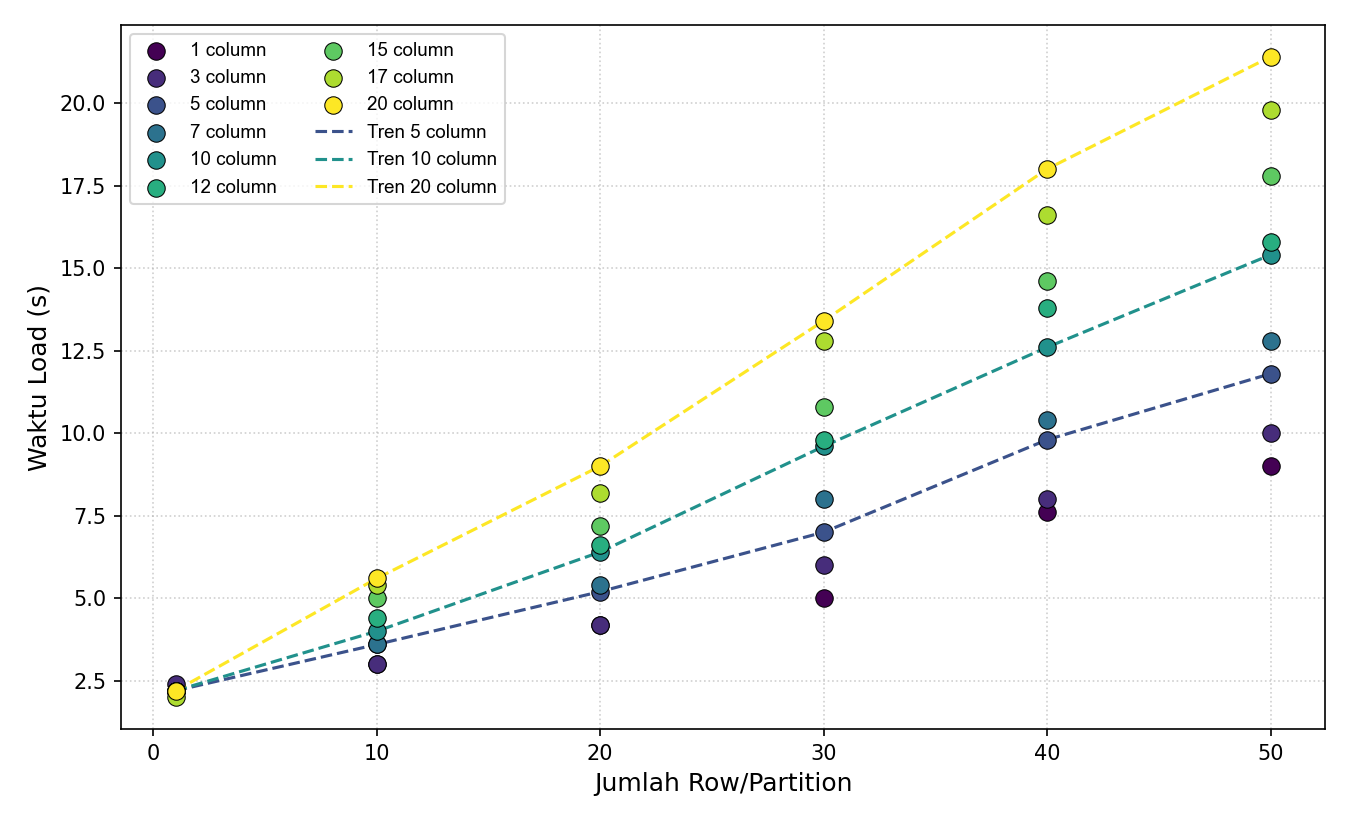 1 column
3 column
5 column
7 column
10 column
12 column
15 column
17 column
20 column
Tren 5 column
Tren 10 column
Tren 20 column
Waktu Load (s)
20.0
17.5
15.0
12.5
10.0
7.5
5.0
2.5
0 10 20 30 40 50
Jumlah Row/Partition